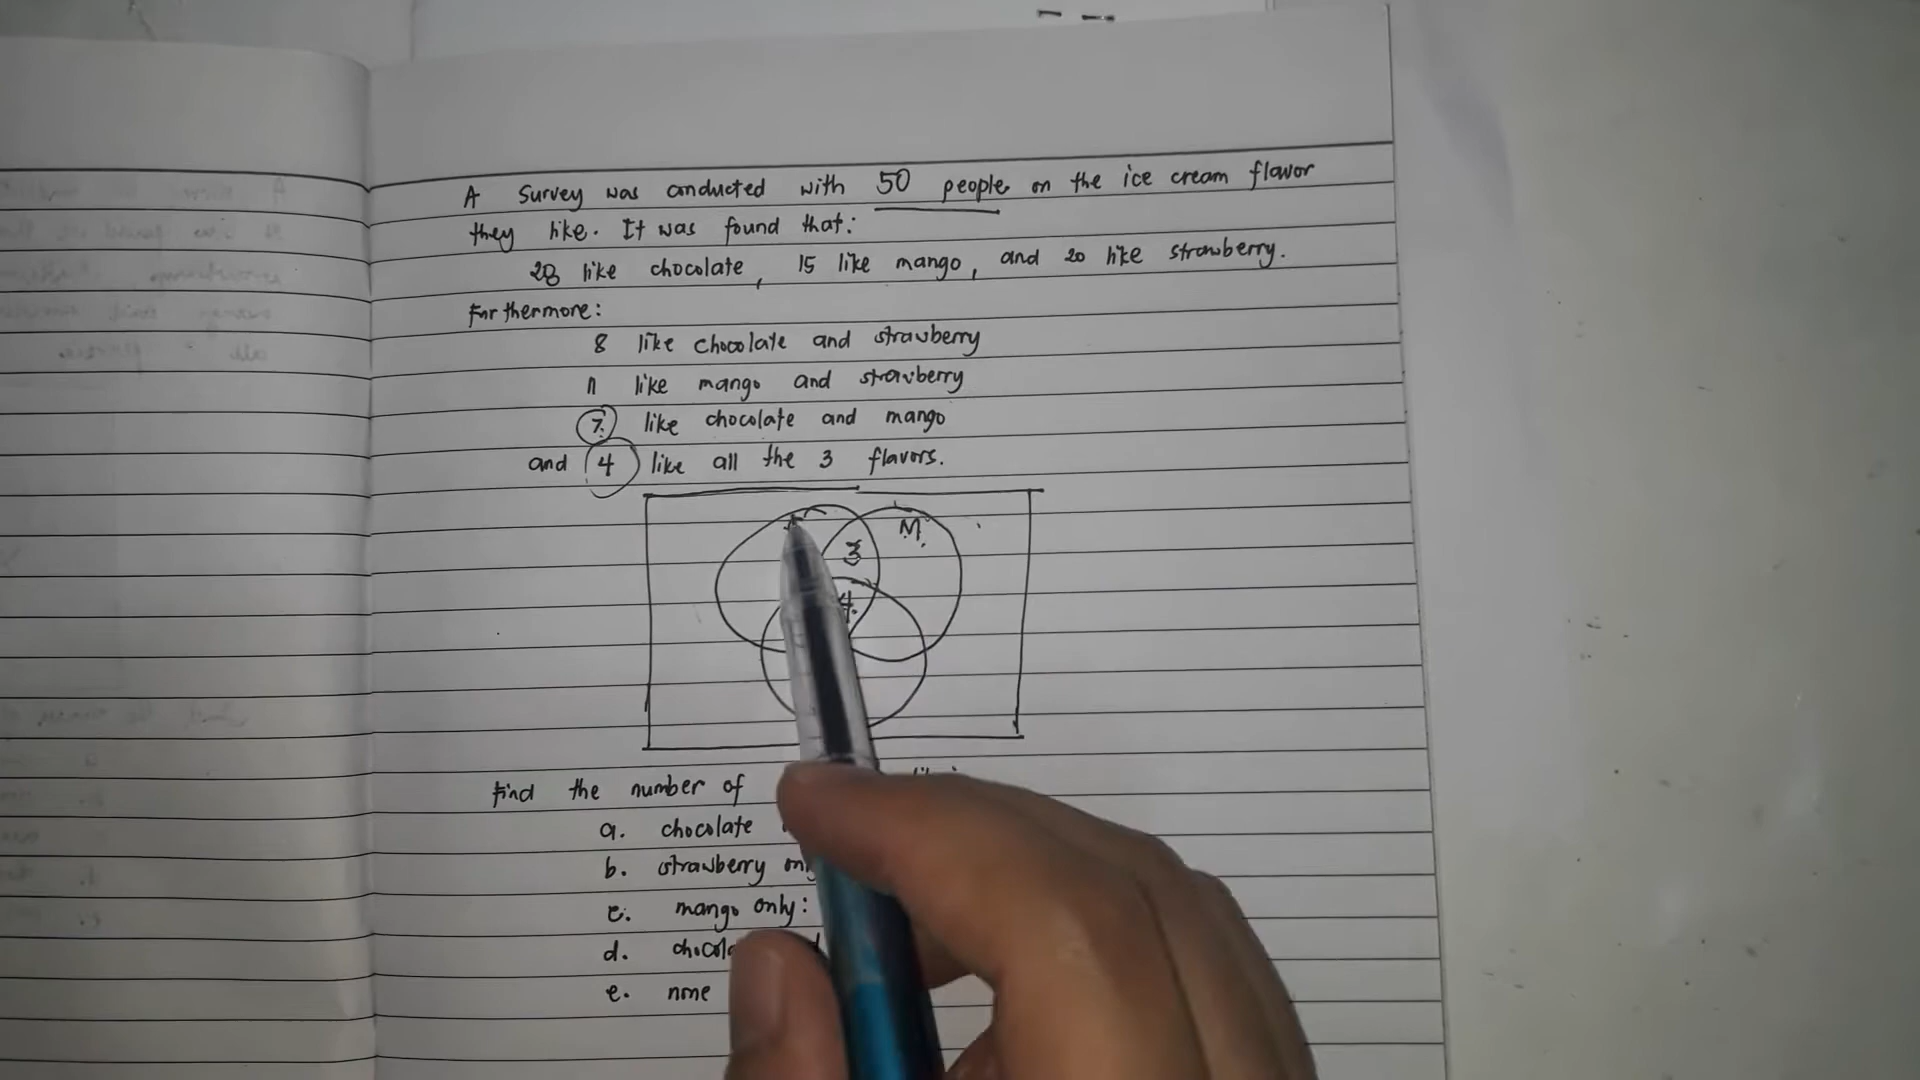 A survey was conducted with 50 people on the ice cream flavor
they like. It was found that:
28 like chocolate, 15 like mango, and 20 like strawberry.
Furthermore:
8 like chocolate and strawberry
11 like mango and strawberry
7 like chocolate and mango
and 4 like all the 3 flavors.
M
3
4
Find the number of
a. chocolate
b. strawberry
c. mango only:
d.
e. none